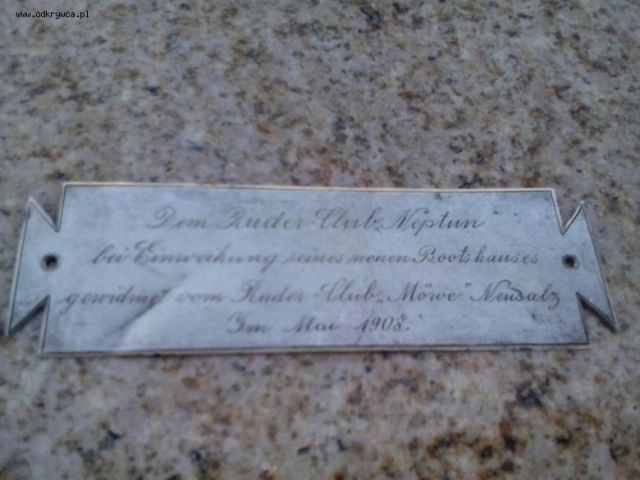 www.odkrywca.pl
Dem Ruder-Club „Neptun"
bei Einweihung seines neuen Bootshauses
gewidmet vom Ruder-Club „Möwe" Neusalz
Im Mai 1908.